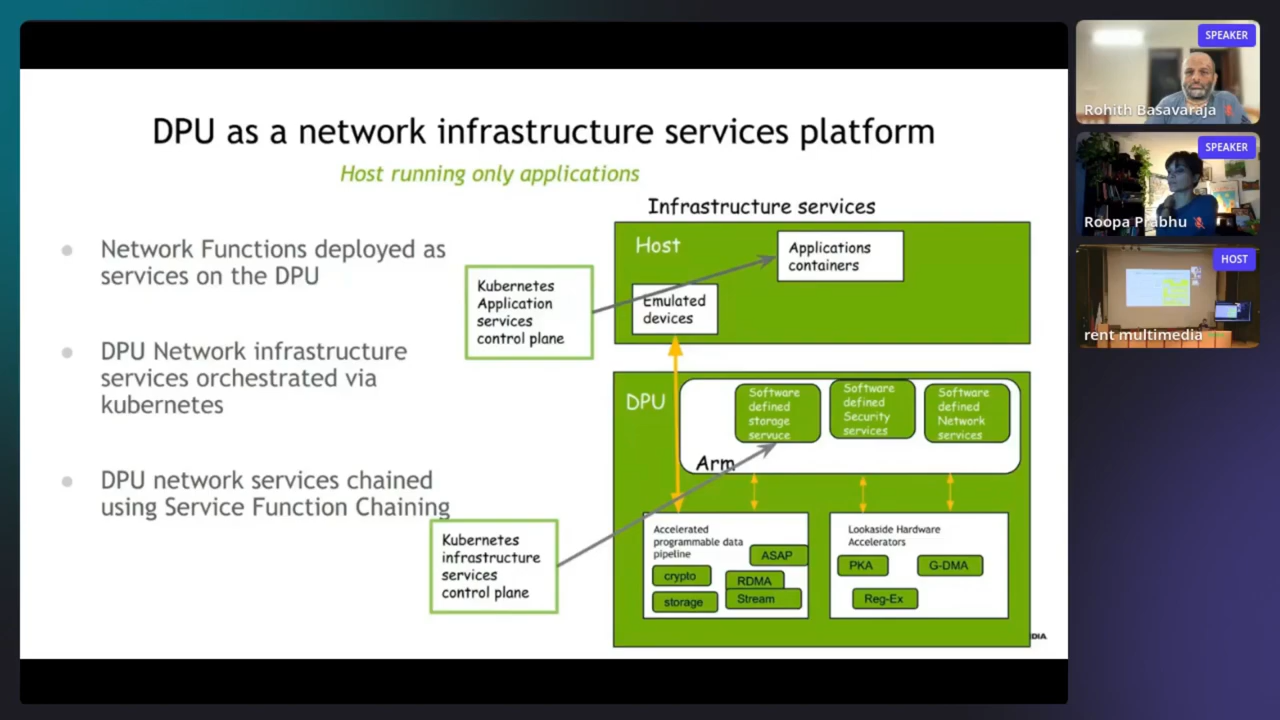 DPU as a network infrastructure services platform
Host running only applications
Network Functions deployed as
services on the DPU
DPU Network infrastructure
services orchestrated via
kubernetes
DPU network services chained
using Service Function Chaining
Infrastructure services
Host
Applications
containers
Emulated
devices
Kubernetes
Application
services
control plane
DPU
Software
defined
storage
servuce
Software
defined
Security
services
Software
defined
Network
services
Arm
Kubernetes
infrastructure
services
control plane
Accelerated
programmable data
pipeline
ASAP
crypto
RDMA
storage
Stream
Lookaside Hardware
Accelerators
PKA
G-DMA
Reg-Ex
SPEAKER
Rohith Basavaraja
SPEAKER
Roopa Prabhu
HOST
rent multimedia